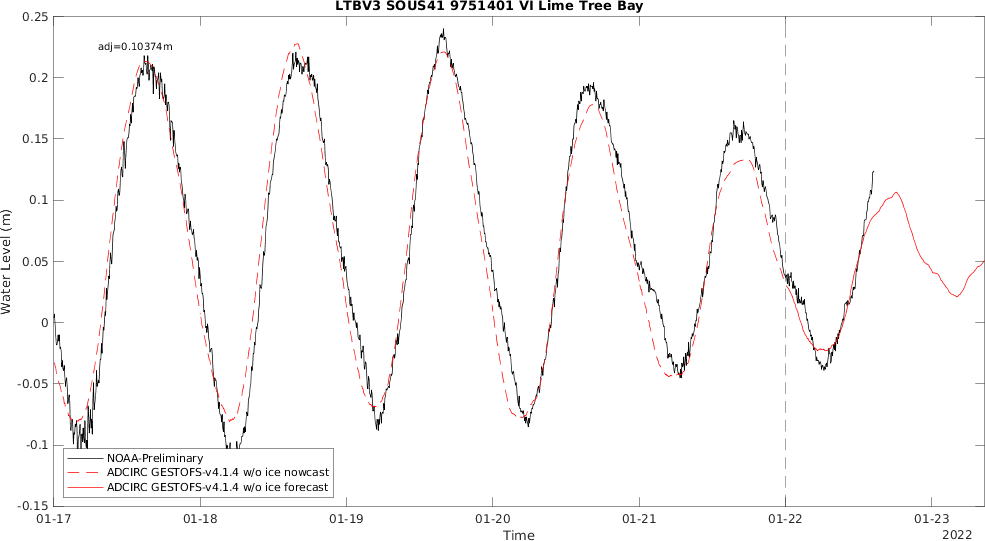 LTBV3 SOUS41 9751401 VI Lime Tree Bay
adj=0.10374m
0.25
0.2
0.15
0.1
0.05
0
-0.05
-0.1
-0.15
Water Level (m)
NOAA-Preliminary
ADCIRC GESTOFS-v4.1.4 w/o ice nowcast
ADCIRC GESTOFS-v4.1.4 w/o ice forecast
01-17 01-18 01-19 01-20 01-21 01-22 01-23
Time
2022